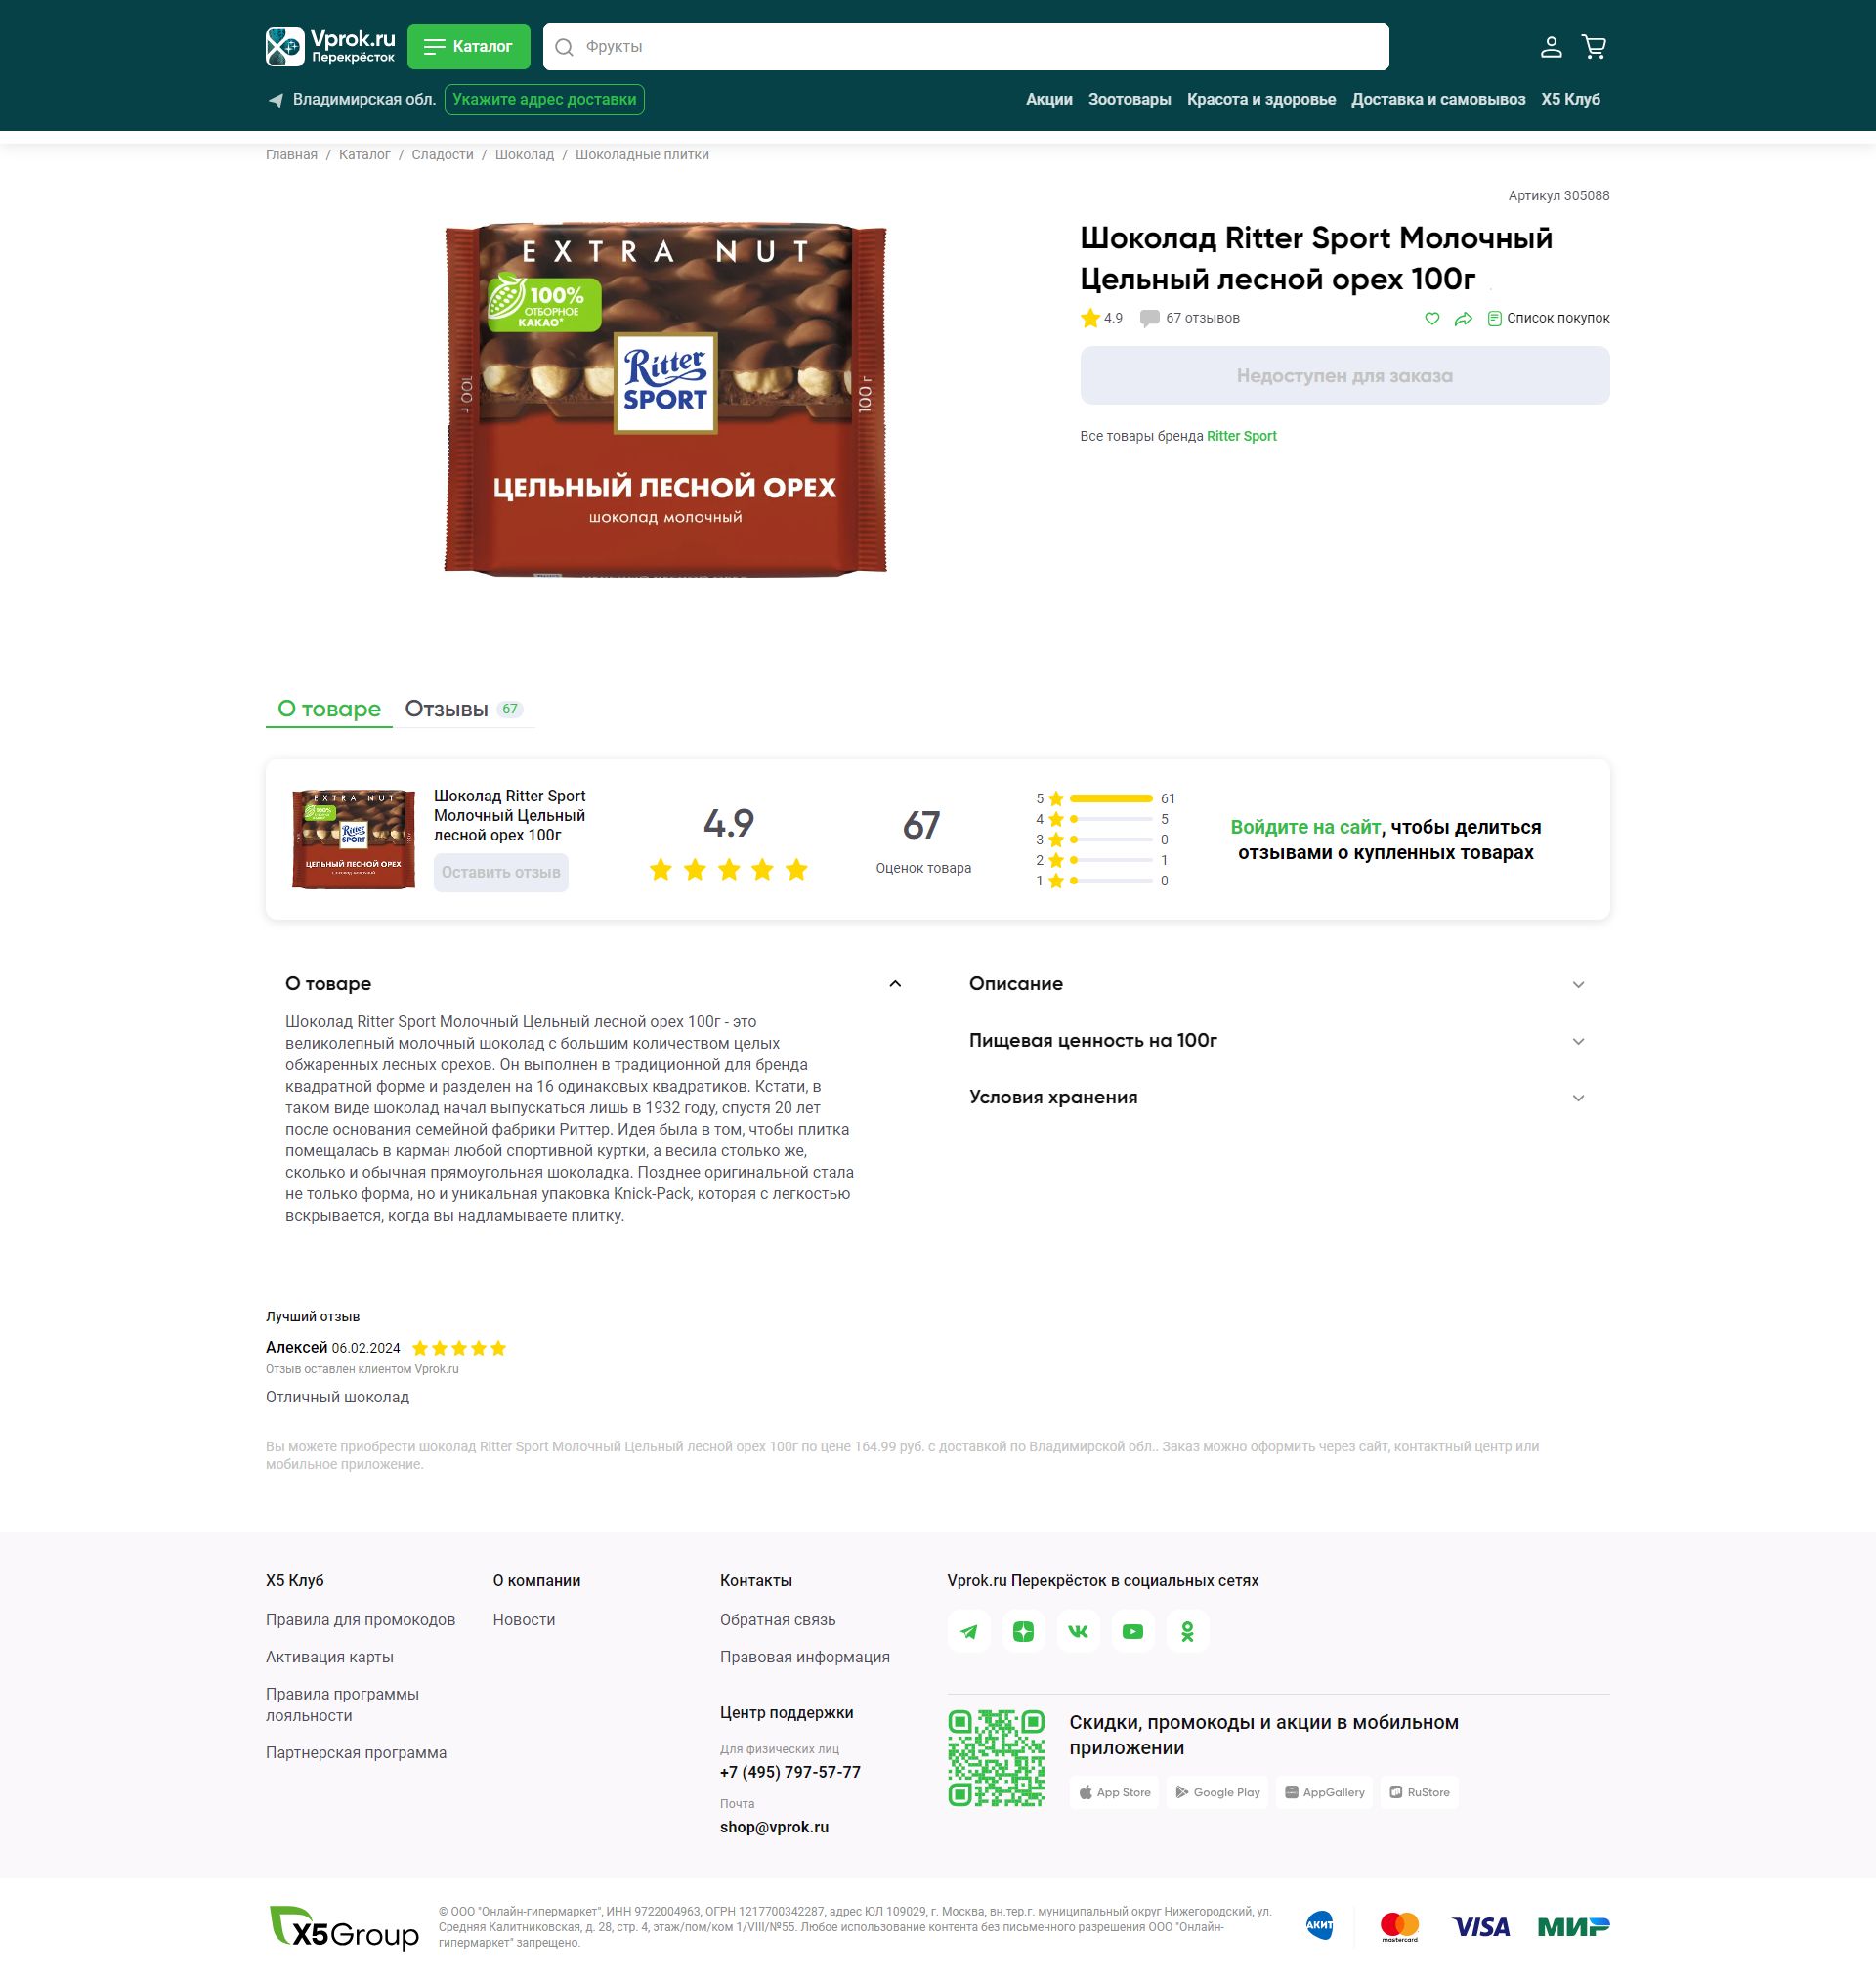 Vprok.ru
Перекрёсток
Каталог
Фрукты
Владимирская обл.
Укажите адрес доставки
Акции
Зоотовары
Красота и здоровье
Доставка и самовывоз
Х5 Клуб
Главная / Каталог / Сладости / Шоколад / Шоколадные плитки
Артикул 305088
EXTRA NUT
100%
ОТБОРНОЕ
КАКАО*
Ritter
SPORT
100 г
100 г
ЦЕЛЬНЫЙ ЛЕСНОЙ ОРЕХ
шоколад молочный
Шоколад Ritter Sport Молочный
Цельный лесной орех 100г
4.9
67 отзывов
Список покупок
Недоступен для заказа
Все товары бренда Ritter Sport
О товаре
Отзывы 67
EXTRA NUT
100%
Ritter
SPORT
ЦЕЛЬНЫЙ ЛЕСНОЙ ОРЕХ
Шоколад Ritter Sport
Молочный Цельный
лесной орех 100г
Оставить отзыв
4.9
67
Оценок товара
5 61
4 5
3 0
2 1
1 0
Войдите на сайт, чтобы делиться
отзывами о купленных товарах
О товаре
Шоколад Ritter Sport Молочный Цельный лесной орех 100г - это
великолепный молочный шоколад с большим количеством целых
обжаренных лесных орехов. Он выполнен в традиционной для бренда
квадратной форме и разделен на 16 одинаковых квадратиков. Кстати, в
таком виде шоколад начал выпускаться лишь в 1932 году, спустя 20 лет
после основания семейной фабрики Риттер. Идея была в том, чтобы плитка
помещалась в карман любой спортивной куртки, а весила столько же,
сколько и обычная прямоугольная шоколадка. Позднее оригинальной стала
не только форма, но и уникальная упаковка Knick-Pack, которая с легкостью
вскрывается, когда вы надламываете плитку.
Описание
Пищевая ценность на 100г
Условия хранения
Лучший отзыв
Алексей 06.02.2024
Отзыв оставлен клиентом Vprok.ru
Отличный шоколад
Вы можете приобрести шоколад Ritter Sport Молочный Цельный лесной орех 100г по цене 164.99 руб. с доставкой по Владимирской обл.. Заказ можно оформить через сайт, контактный центр или
мобильное приложение.
Х5 Клуб
Правила для промокодов
Активация карты
Правила программы
лояльности
Партнерская программа
О компании
Новости
Контакты
Обратная связь
Правовая информация
Центр поддержки
Для физических лиц
+7 (495) 797-57-77
Почта
shop@vprok.ru
Vprok.ru Перекрёсток в социальных сетях
Скидки, промокоды и акции в мобильном
приложении
App Store
Google Play
AppGallery
RuStore
X5Group
© ООО "Онлайн-гипермаркет", ИНН 9722004963, ОГРН 1217700342287, адрес ЮЛ 109029, г. Москва, вн.тер.г. муниципальный округ Нижегородский, ул.
Средняя Калитниковская, д. 28, стр. 4, этаж/пом/ком 1/VIII/№55. Любое использование контента без письменного разрешения ООО "Онлайн-
гипермаркет" запрещено.
АКИТ
mastercard
VISA
МИР